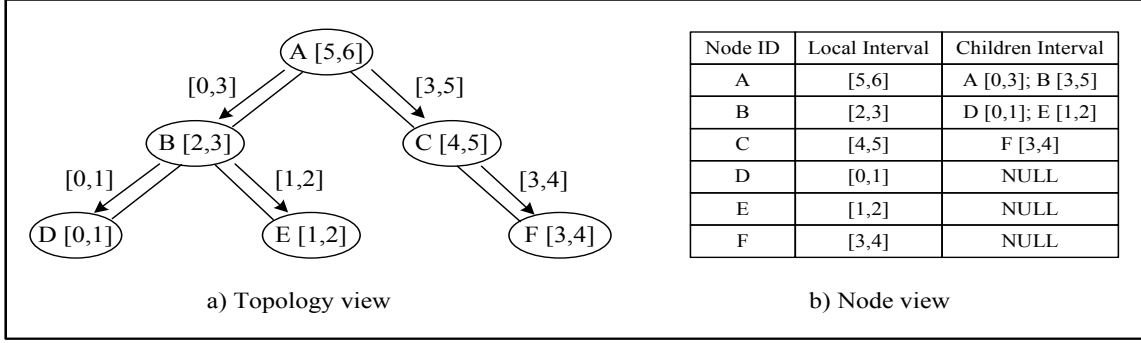 A [5,6]
[0,3]
[3,5]
B [2,3]
C [4,5]
[0,1]
[1,2]
[3,4]
D [0,1]
E [1,2]
F [3,4]
a) Topology view
Node ID Local Interval Children Interval
A [5,6] A [0,3]; B [3,5]
B [2,3] D [0,1]; E [1,2]
C [4,5] F [3,4]
D [0,1] NULL
E [1,2] NULL
F [3,4] NULL
b) Node view